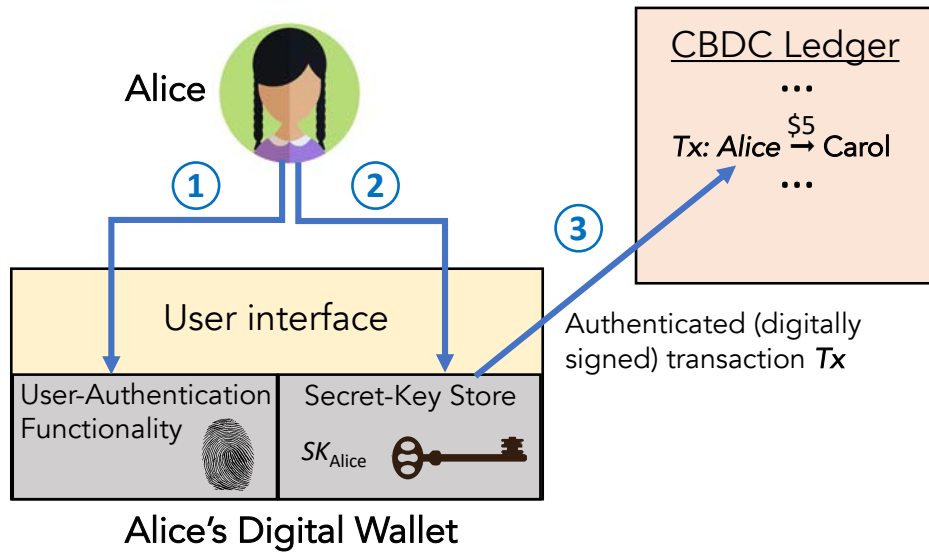 Alice
CBDC Ledger
...
$5
Tx: Alice → Carol
...
1
2
3
User interface
Authenticated (digitally
signed) transaction Tx
User-Authentication
Functionality
Secret-Key Store
SKAlice
Alice's Digital Wallet